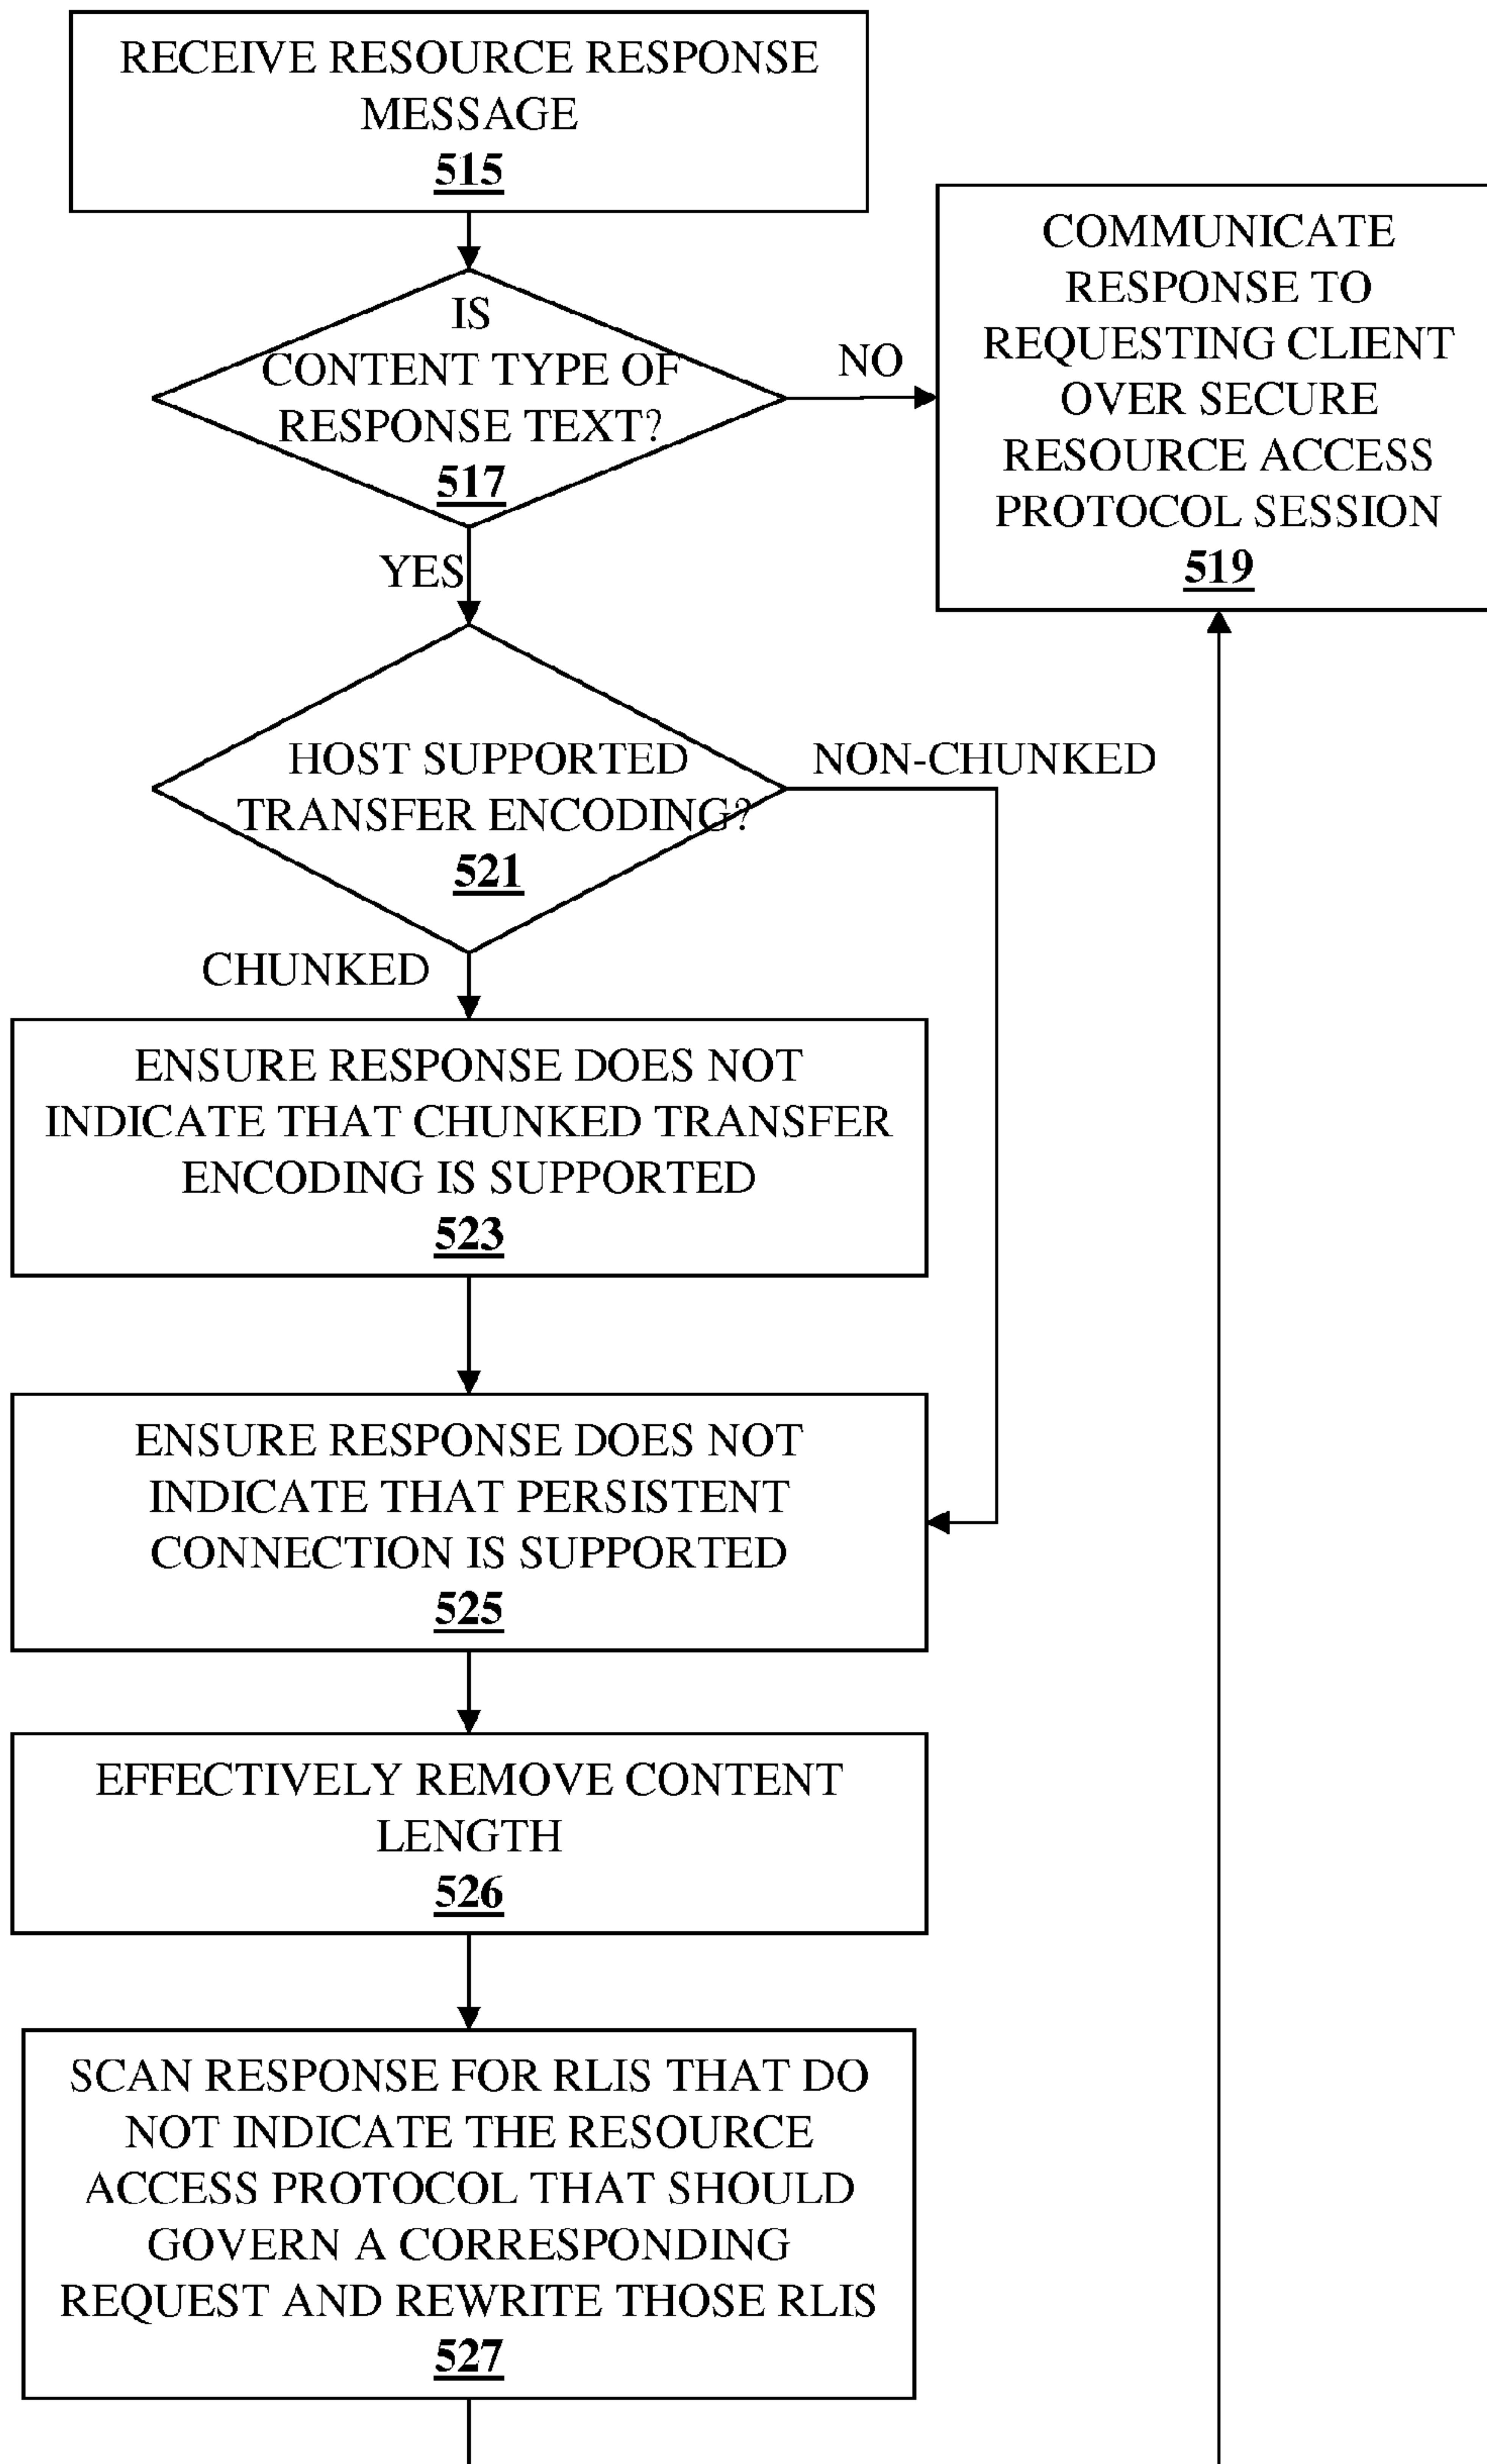 RECEIVE RESOURCE RESPONSE
MESSAGE
515
IS
CONTENT TYPE OF
RESPONSE TEXT?
517
NO
COMMUNICATE
RESPONSE TO
REQUESTING CLIENT
OVER SECURE
RESOURCE ACCESS
PROTOCOL SESSION
519
YES
HOST SUPPORTED
TRANSFER ENCODING?
521
NON-CHUNKED
CHUNKED
ENSURE RESPONSE DOES NOT
INDICATE THAT CHUNKED TRANSFER
ENCODING IS SUPPORTED
523
ENSURE RESPONSE DOES NOT
INDICATE THAT PERSISTENT
CONNECTION IS SUPPORTED
525
EFFECTIVELY REMOVE CONTENT
LENGTH
526
SCAN RESPONSE FOR RLIS THAT DO
NOT INDICATE THE RESOURCE
ACCESS PROTOCOL THAT SHOULD
GOVERN A CORRESPONDING
REQUEST AND REWRITE THOSE RLIS
527